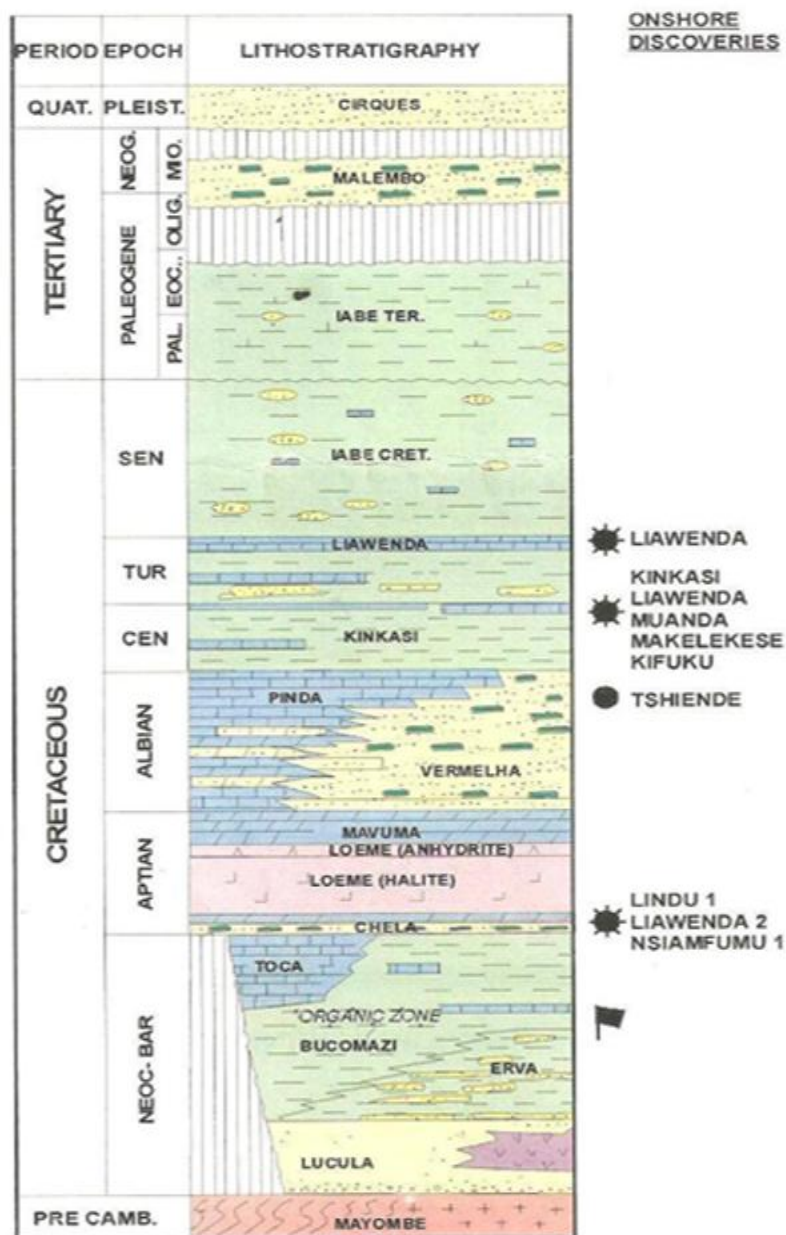 ONSHORE
DISCOVERIES
PERIOD EPOCH LITHOSTRATIGRAPHY
QUAT. PLEIST. CIRQUES
TERTIARY
NEOG.
MIO.
MALEMBO
PALEOGENE
OLIG.
EOC..
IABE TER.
PAL.
CRETACEOUS
SEN
IABE CRET.
LIAWENDA
LIAWENDA
TUR
KINKASI
LIAWENDA
MUANDA
MAKELEKESE
KIFUKU
CEN
KINKASI
ALBIAN
PINDA
TSHIENDE
VERMELHA
APTIAN
MAVUMA
LOEME (ANHYDRITE)
LOEME (HALITE)
LINDU 1
LIAWENDA 2
NSIAMFUMU 1
CHELA
NEOC-BAR
TOCA
"ORGANIC ZONE
BUCOMAZI
ERVA
LUCULA
PRE CAMB.
MAYOMBE